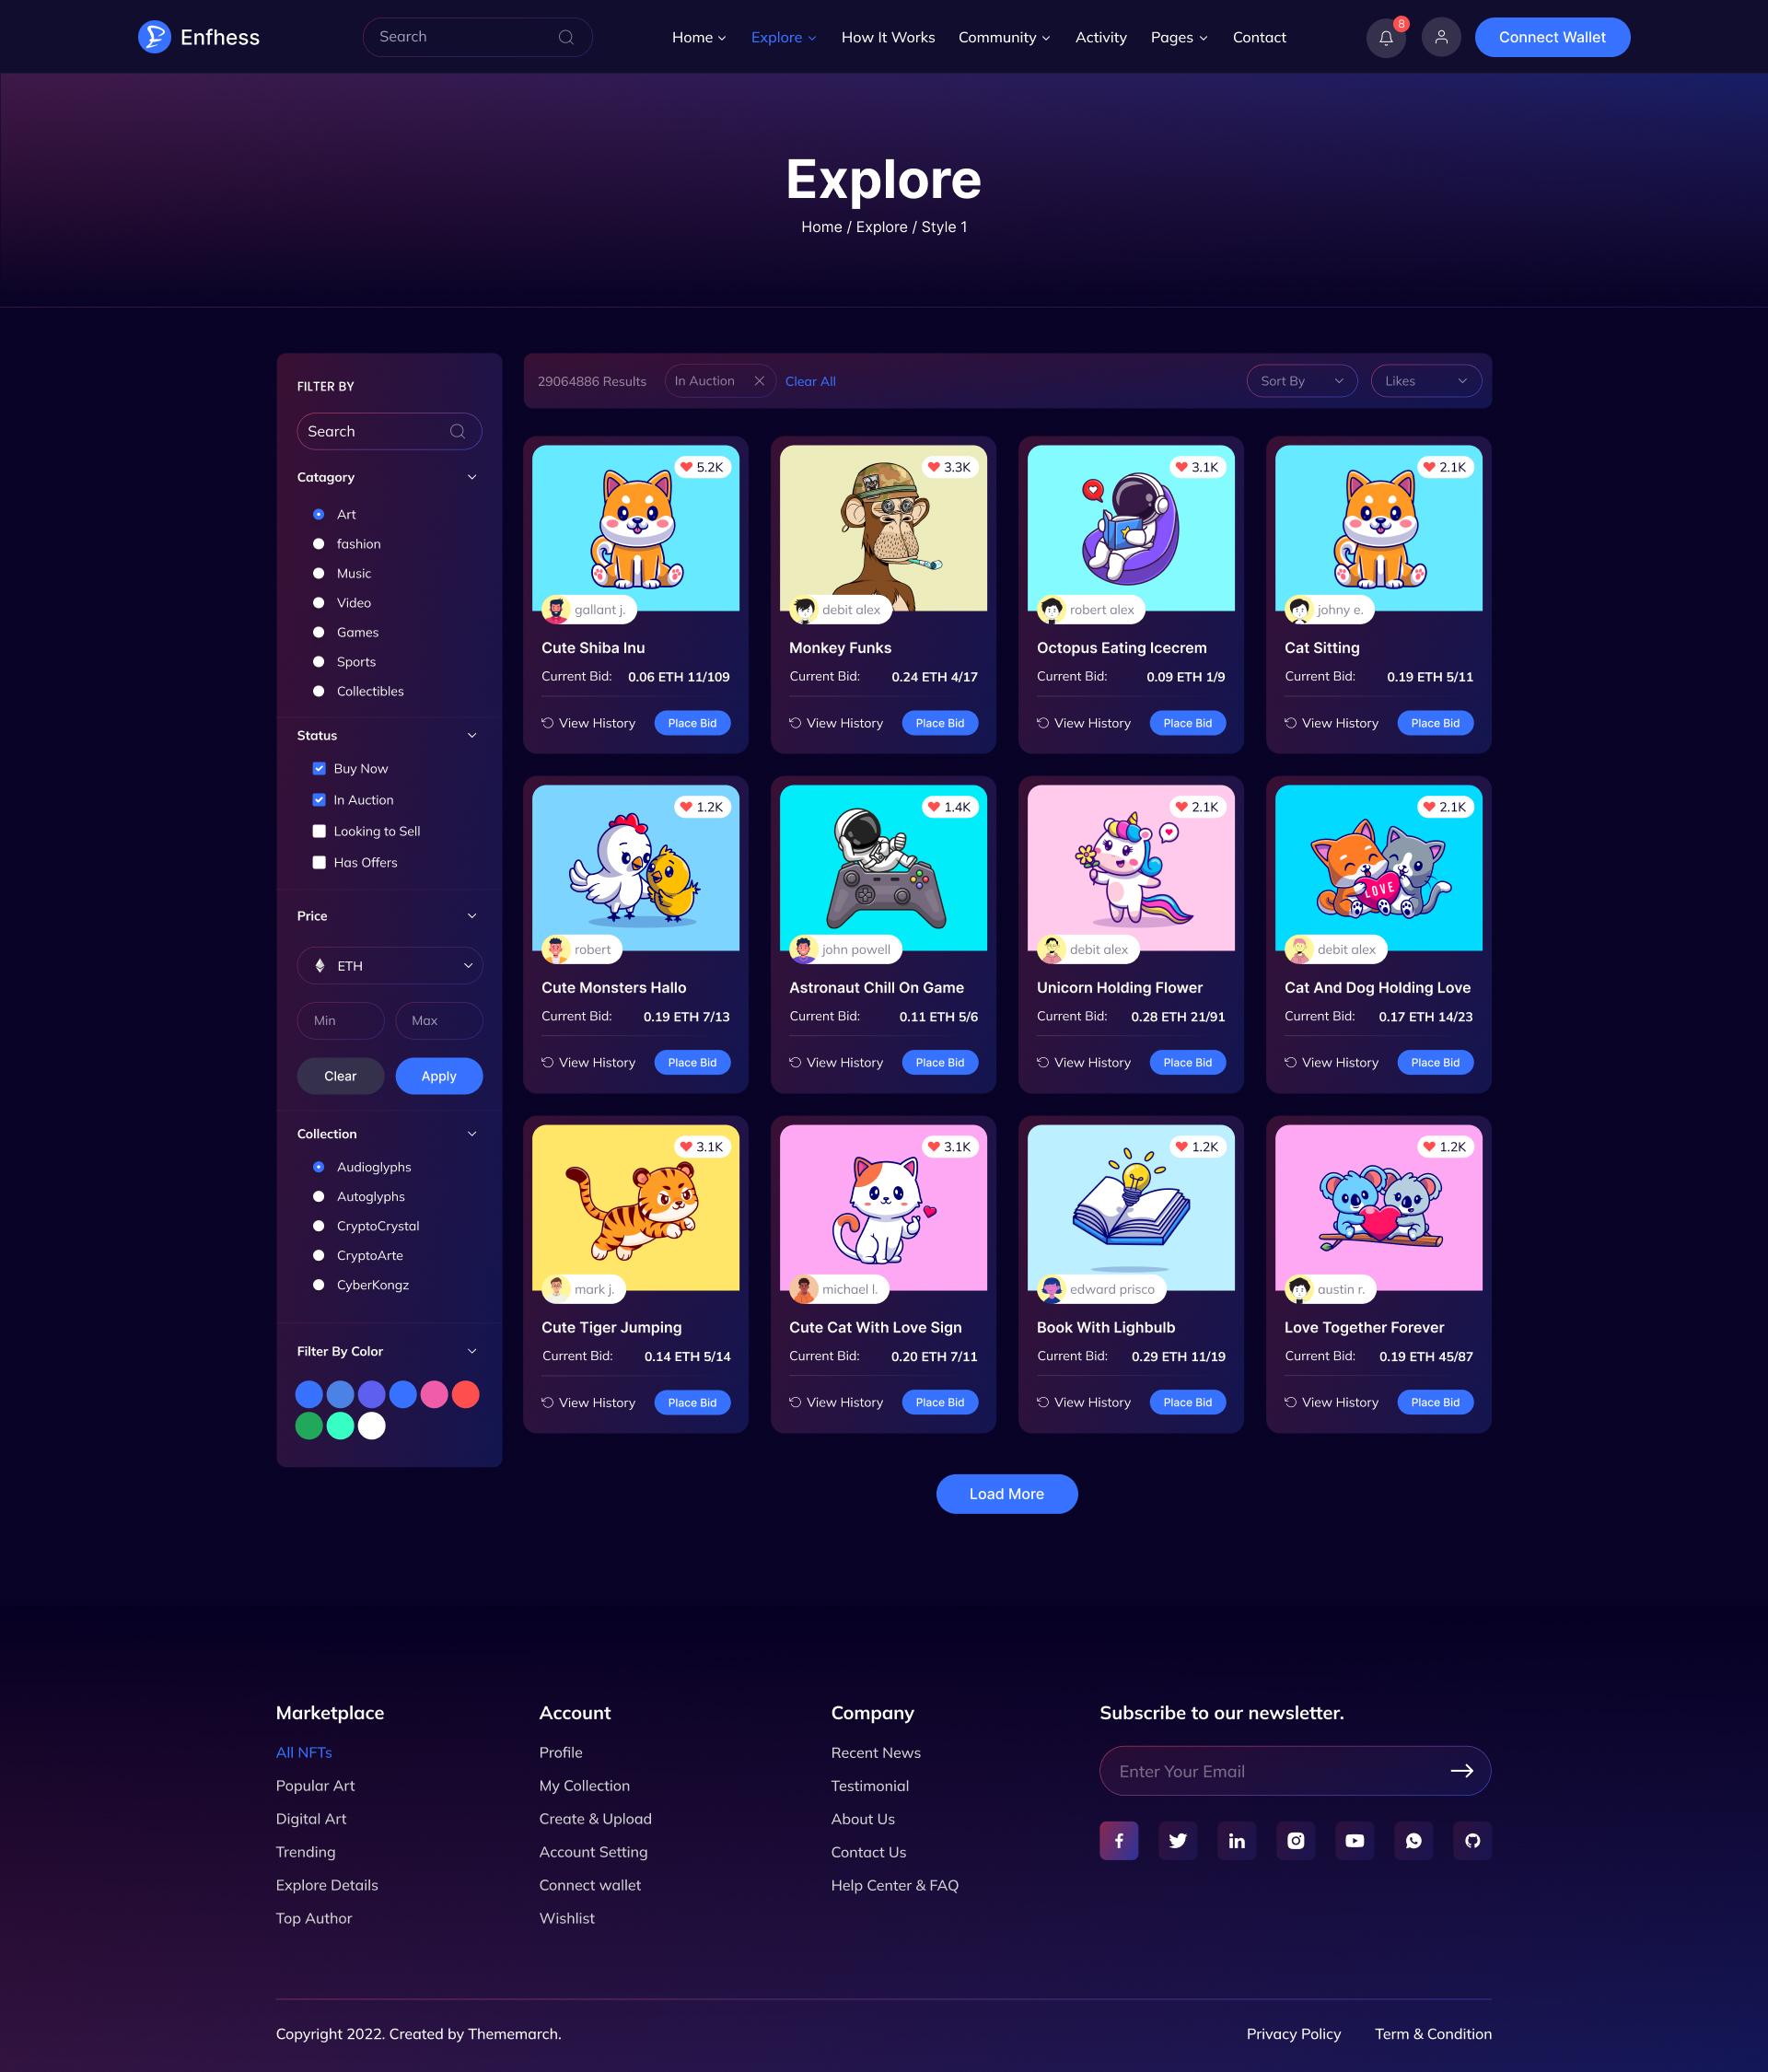 Enfhess
Search
Home
Explore
How It Works
Community
Activity
Pages
Contact
8
Connect Wallet
Explore
Home / Explore / Style 1
FILTER BY
Search
Catagory
Art
fashion
Music
Video
Games
Sports
Collectibles
Status
Buy Now
In Auction
Looking to Sell
Has Offers
Price
ETH
Min
Max
Clear
Apply
Collection
Audioglyphs
Autoglyphs
CryptoCrystal
CryptoArte
CyberKongz
Filter By Color
29064886 Results
In Auction
Clear All
Sort By
Likes
5.2K
gallant j.
Cute Shiba Inu
Current Bid: 0.06 ETH 11/109
View History
Place Bid
3.3K
debit alex
Monkey Funks
Current Bid: 0.24 ETH 4/17
View History
Place Bid
3.1K
robert alex
Octopus Eating Icecrem
Current Bid: 0.09 ETH 1/9
View History
Place Bid
2.1K
johny e.
Cat Sitting
Current Bid: 0.19 ETH 5/11
View History
Place Bid
1.2K
robert
Cute Monsters Hallo
Current Bid: 0.19 ETH 7/13
View History
Place Bid
1.4K
john powell
Astronaut Chill On Game
Current Bid: 0.11 ETH 5/6
View History
Place Bid
2.1K
debit alex
Unicorn Holding Flower
Current Bid: 0.28 ETH 21/91
View History
Place Bid
2.1K
LOVE
debit alex
Cat And Dog Holding Love
Current Bid: 0.17 ETH 14/23
View History
Place Bid
3.1K
mark j.
Cute Tiger Jumping
Current Bid: 0.14 ETH 5/14
View History
Place Bid
3.1K
michael l.
Cute Cat With Love Sign
Current Bid: 0.20 ETH 7/11
View History
Place Bid
1.2K
edward prisco
Book With Lighbulb
Current Bid: 0.29 ETH 11/19
View History
Place Bid
1.2K
austin r.
Love Together Forever
Current Bid: 0.19 ETH 45/87
View History
Place Bid
Load More
Marketplace
All NFTs
Popular Art
Digital Art
Trending
Explore Details
Top Author
Account
Profile
My Collection
Create & Upload
Account Setting
Connect wallet
Wishlist
Company
Recent News
Testimonial
About Us
Contact Us
Help Center & FAQ
Subscribe to our newsletter.
Enter Your Email
Copyright 2022. Created by Thememarch.
Privacy Policy
Term & Condition